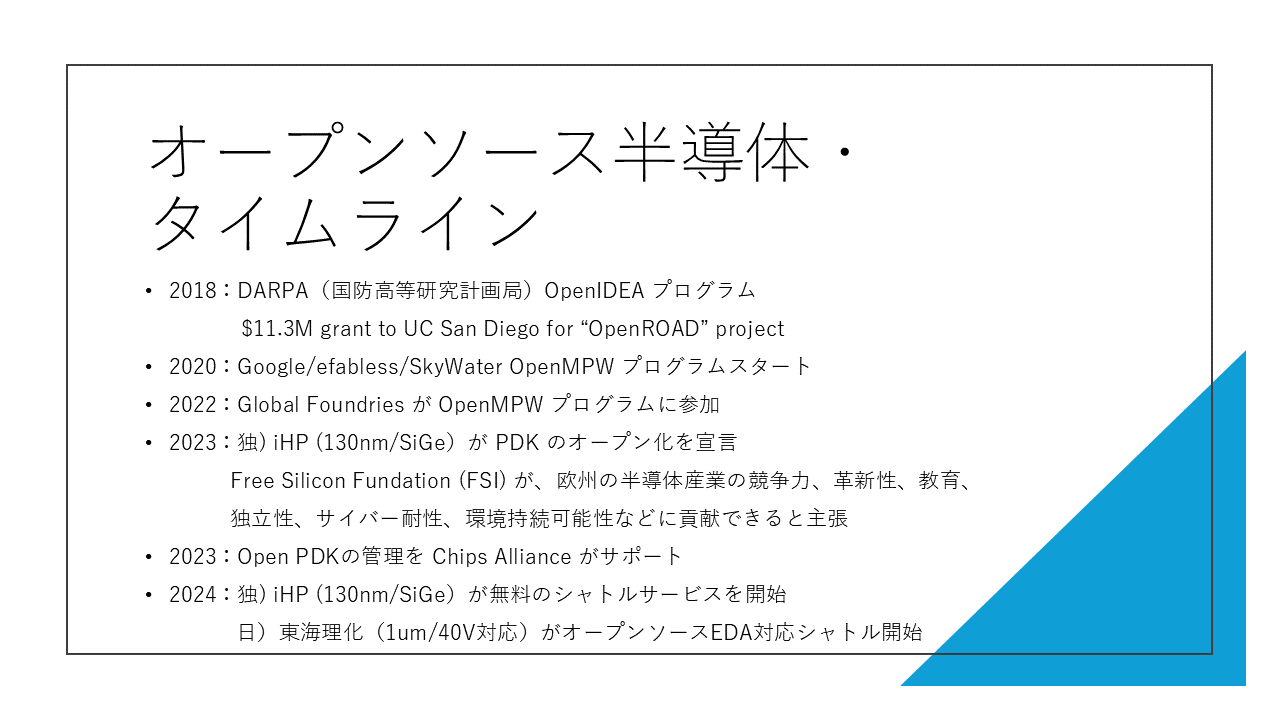 オープンソース半導体・
タイムライン
• 2018：DARPA（国防高等研究計画局）OpenIDEA プログラム
$11.3M grant to UC San Diego for “OpenROAD” project
• 2020：Google/efabless/SkyWater OpenMPW プログラムスタート
• 2022：Global Foundries が OpenMPW プログラムに参加
• 2023：独) iHP (130nm/SiGe）が PDK のオープン化を宣言
Free Silicon Fundation (FSI) が、欧州の半導体産業の競争力、革新性、教育、
独立性、サイバー耐性、環境持続可能性などに貢献できると主張
• 2023：Open PDKの管理を Chips Alliance がサポート
• 2024：独) iHP (130nm/SiGe）が無料のシャトルサービスを開始
日）東海理化（1um/40V対応）がオープンソースEDA対応シャトル開始